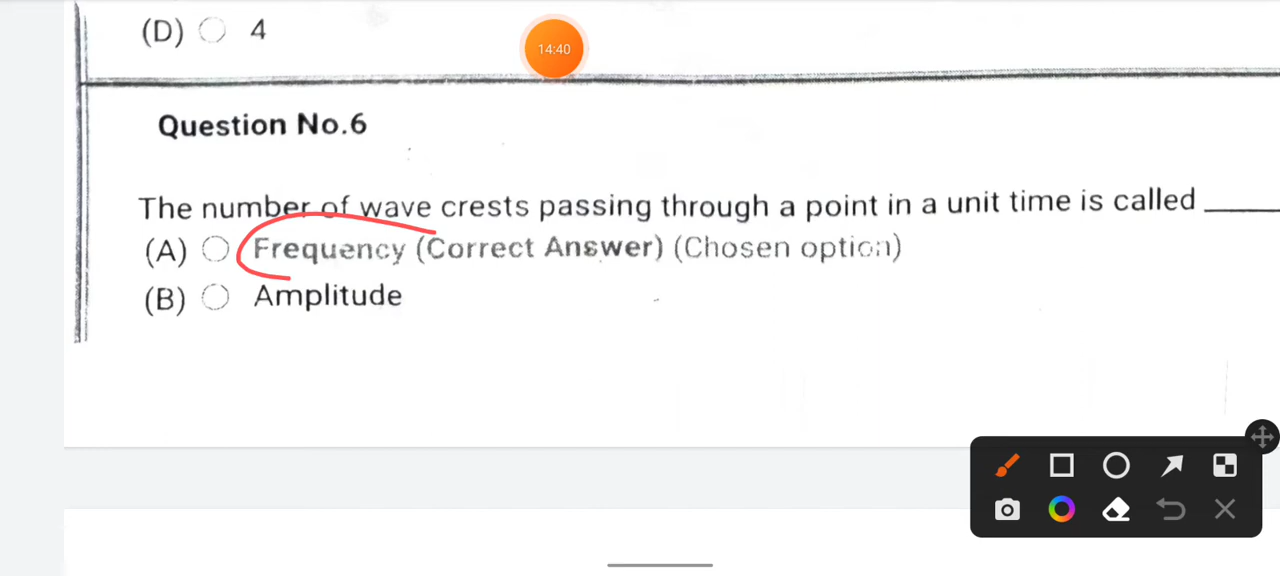 (D) 4
14:40
Question No.6
The number of wave crests passing through a point in a unit time is called ____
(A) Frequency (Correct Answer) (Chosen option)
(B) Amplitude